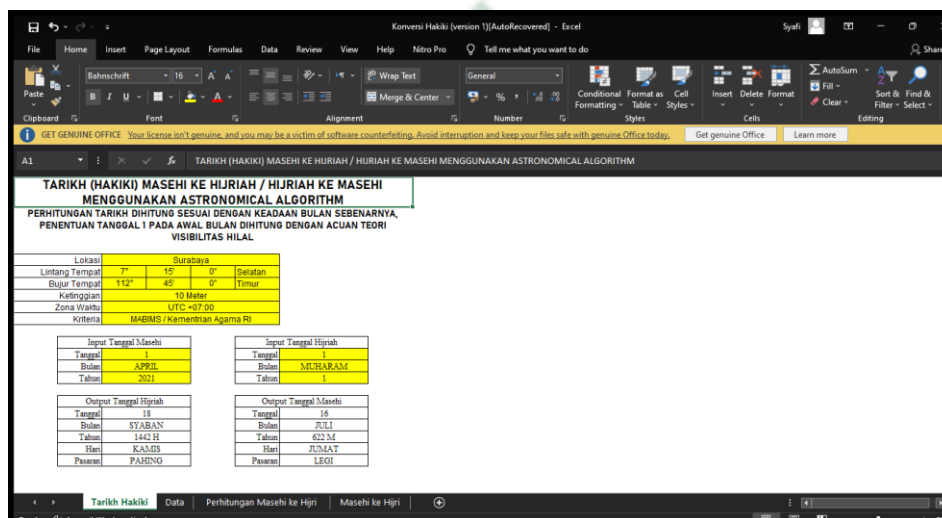 Konversi Hakiki (version 1)[AutoRecovered] - Excel
Syafi
File Home Insert Page Layout Formulas Data Review View Help Nitro Pro Tell me what you want to do Share
Paste
Bahnschrift 16 A A
B I U A
Wrap Text
Merge & Center
General
% ,
Conditional Formatting
Format as Table
Cell Styles
Insert Delete Format
AutoSum
Fill
Clear
Sort & Filter
Find & Select
Clipboard Font Alignment Number Styles Cells Editing
GET GENUINE OFFICE Your license isn't genuine, and you may be a victim of software counterfeiting. Avoid interruption and keep your files safe with genuine Office today. Get genuine Office Learn more
A1 fx TARIKH (HAKIKI) MASEHI KE HIJRIAH / HIJRIAH KE MASEHI MENGGUNAKAN ASTRONOMICAL ALGORITHM
TARIKH (HAKIKI) MASEHI KE HIJRIAH / HIJRIAH KE MASEHI
MENGGUNAKAN ASTRONOMICAL ALGORITHM
PERHITUNGAN TARIKH DIHITUNG SESUAI DENGAN KEADAAN BULAN SEBENARNYA,
PENENTUAN TANGGAL 1 PADA AWAL BULAN DIHITUNG DENGAN ACUAN TEORI
VISIBILITAS HILAL
Lokasi Surabaya
Lintang Tempat 7° 15' 0" Selatan
Bujur Tempat 112° 45' 0" Timur
Ketinggian 10 Meter
Zona Waktu UTC +07:00
Kriteria MABIMS / Kementrian Agama RI
Input Tanggal Masehi
Tanggal 1
Bulan APRIL
Tahun 2021
Input Tanggal Hijriah
Tanggal 1
Bulan MUHARAM
Tahun 1
Output Tanggal Hijriah
Tanggal 18
Bulan SYABAN
Tahun 1442 H
Hari KAMIS
Pasaran PAHING
Output Tanggal Masehi
Tanggal 16
Bulan JULI
Tahun 622 M
Hari JUMAT
Pasaran LEGI
Tarikh Hakiki Data Perhitungan Masehi ke Hijri Masehi ke Hijri